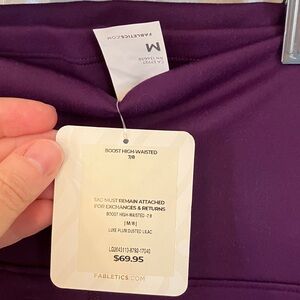 FABLETICS.COM
M
BOOST HIGH-WAISTED
7/8
TAG MUST REMAIN ATTACHED
FOR EXCHANGES & RETURNS
BOOST HIGH-WAISTED -7 8
| M/8 |
LUXE PLUM/DUSTED LILAC
$69.95
FABLETICS.COM